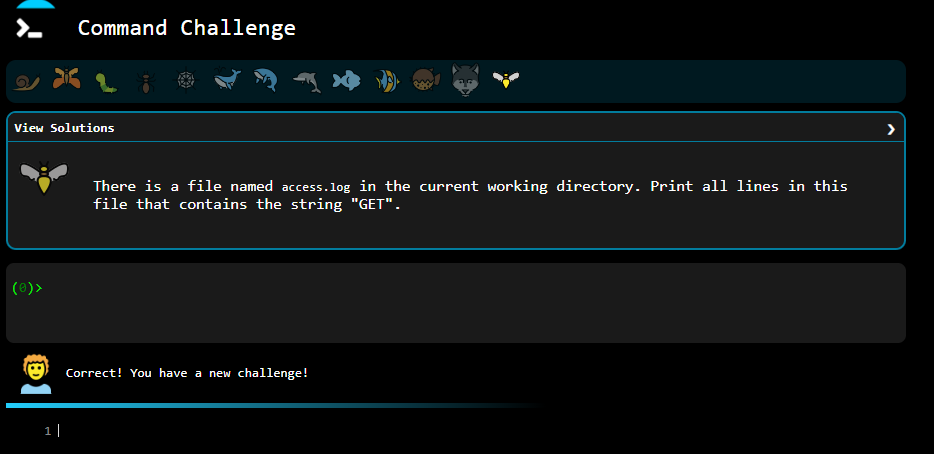 Command Challenge
View Solutions
There is a file named access.log in the current working directory. Print all lines in this
file that contains the string "GET".
(0)>
Correct! You have a new challenge!
1